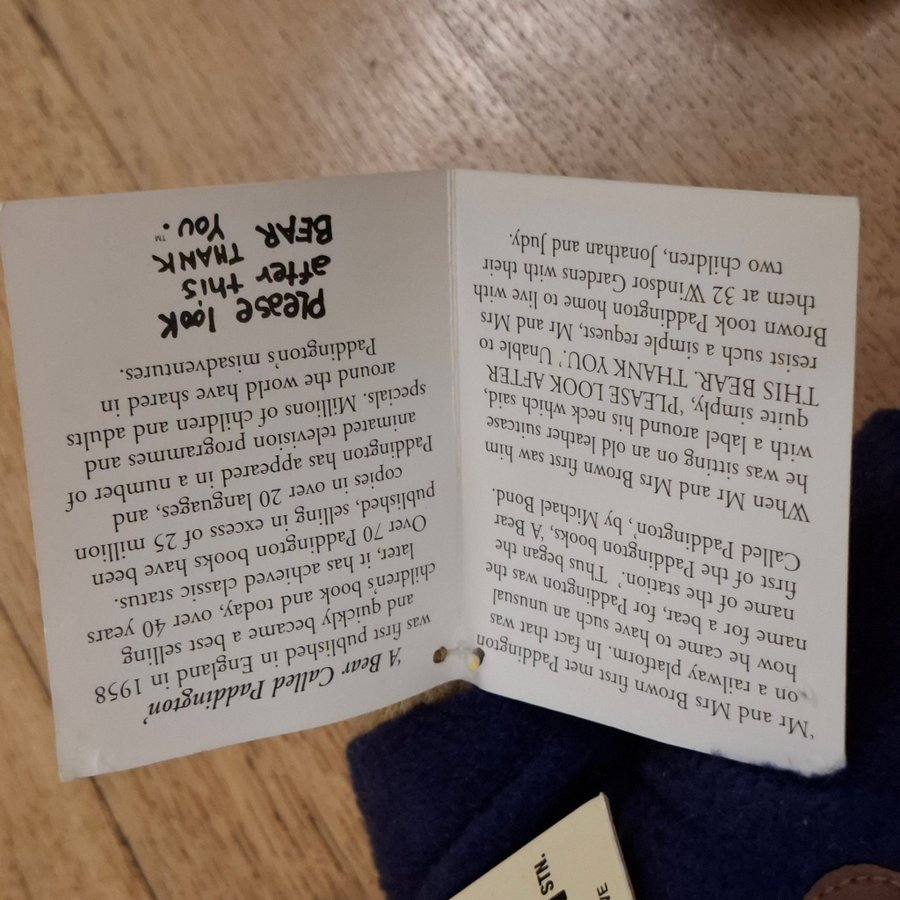 ‘Mr and Mrs Brown first met Paddington
on a railway platform. In fact that was
how he came to have such an unusual
name for a bear, for Paddington was the
name of the station.’ Thus began the
first of the Paddington books, ‘A Bear
Called Paddington’, by Michael Bond.
When Mr and Mrs Brown first saw him
he was sitting on an old leather suitcase
with a label around his neck which said,
quite simply, ‘PLEASE LOOK AFTER
THIS BEAR. THANK YOU.’ Unable to
resist such a simple request, Mr and Mrs
Brown took Paddington home to live with
them at 32 Windsor Gardens with their
two children, Jonathan and Judy.
‘A Bear Called Paddington’
was first published in England in 1958
and quickly became a best selling
children’s book and today, over 40 years
later, it has achieved classic status.
Over 70 Paddington books have been
published, selling in excess of 25 million
copies in over 20 languages, and
Paddington has appeared in a number of
animated television programmes and
specials. Millions of children and adults
around the world have shared in
Paddington’s misadventures.
PLeasE look
after THIS
BEAR THANK
YOU.™
STN.